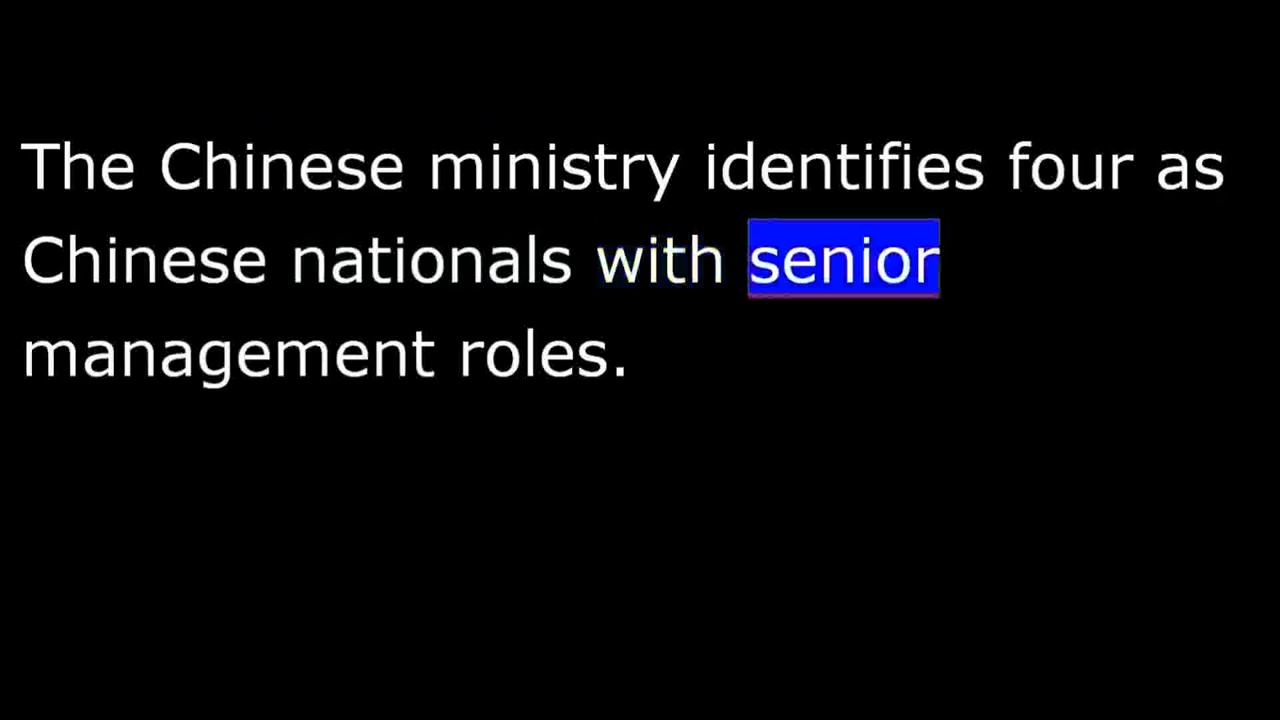 The Chinese ministry identifies four as
Chinese nationals with senior
management roles.